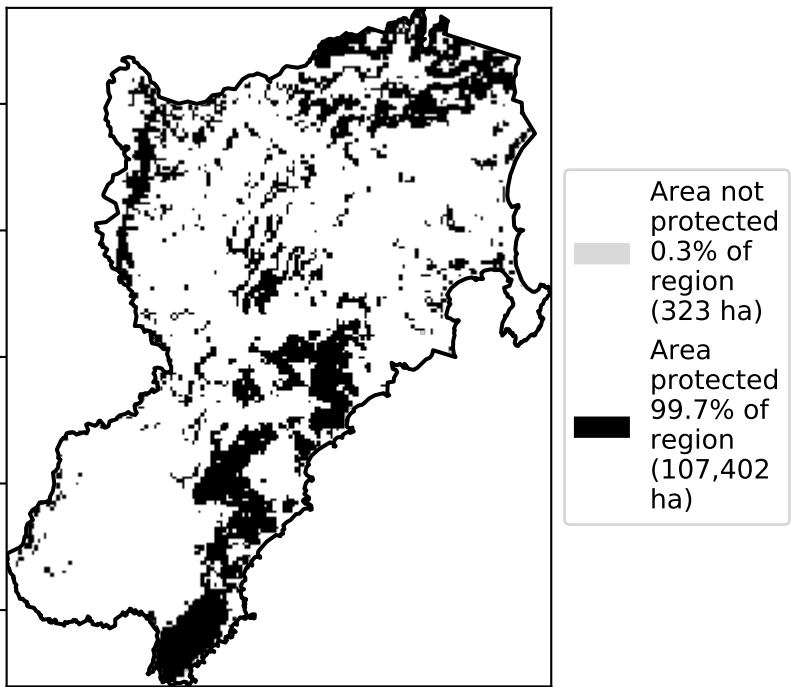 Area not
protected
0.3% of
region
(323 ha)
Area
protected
99.7% of
region
(107,402
ha)